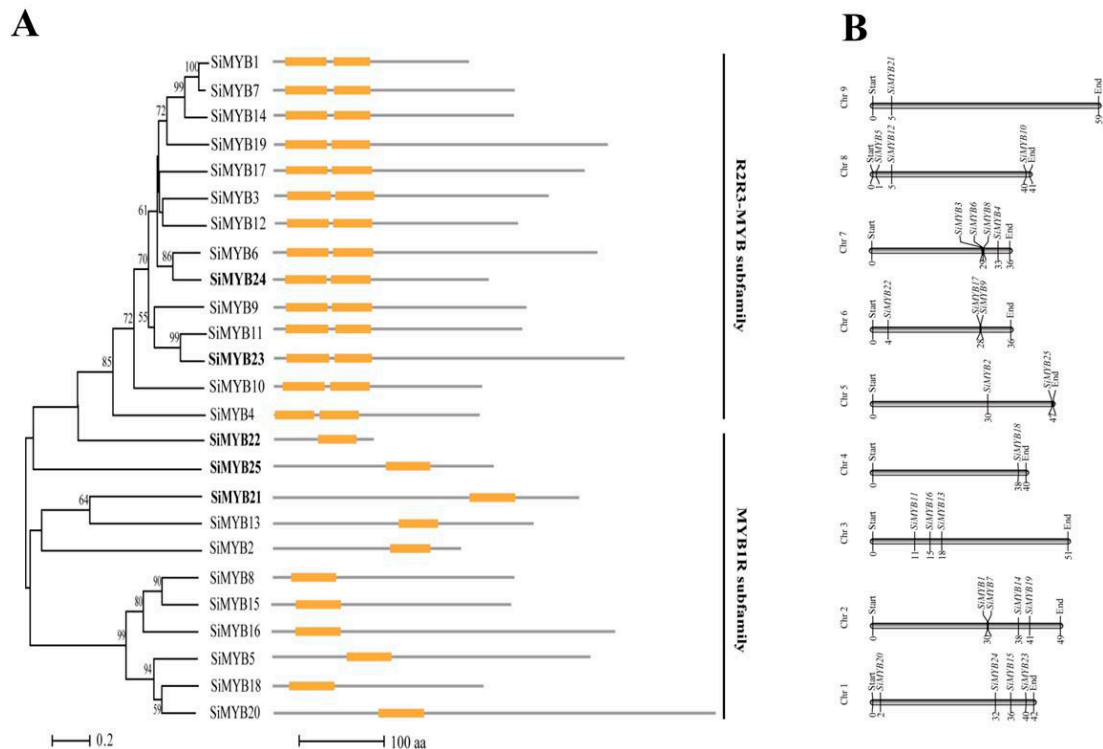 A
100
SiMYB1
99
SiMYB7
SiMYB14
72
SiMYB19
SiMYB17
SiMYB3
61
SiMYB12
SiMYB6
86
70
SiMYB24
SiMYB9
55
72
SiMYB11
99
SiMYB23
85
SiMYB10
SiMYB4
SiMYB22
SiMYB25
SiMYB21
64
SiMYB13
SiMYB2
SiMYB8
90
SiMYB15
80
SiMYB16
99
SiMYB5
94
SiMYB18
59
SiMYB20
0.2
100 aa
R2R3-MYB subfamily
MYB1R subfamily
B
Chr 9
Start
SiMYB21
End
0
5
59
Chr 8
Start
SiMYB5
SiMYB12
SiMYB10
End
0
1
5
40
41
Chr 7
Start
SiMYB3
SiMYB6
SiMYB8
SiMYB4
End
0
29
33
36
Chr 6
Start
SiMYB22
SiMYB17
SiMYB9
End
0
4
28
36
Chr 5
Start
SiMYB2
SiMYB25
End
0
30
47
Chr 4
Start
SiMYB18
End
0
38
40
Chr 3
Start
SiMYB11
SiMYB16
SiMYB13
End
0
11
15
18
51
Chr 2
Start
SiMYB1
SiMYB7
SiMYB14
SiMYB19
End
0
30
38
41
49
Chr 1
Start
SiMYB20
SiMYB24
SiMYB15
SiMYB23
End
0
2
32
36
40
42